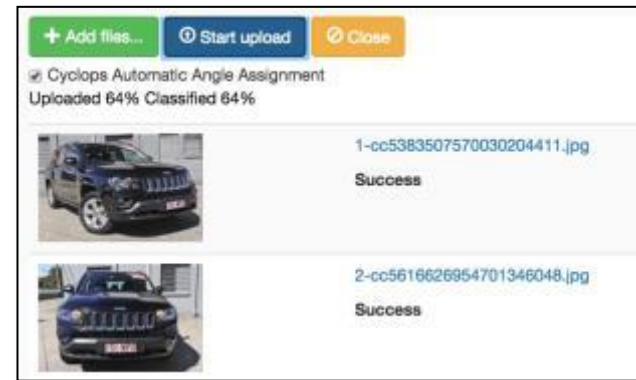 + Add files... Start upload Close
Cyclops Automatic Angle Assignment
Uploaded 64% Classified 64%
1-cc5383507570030204411.jpg
Success
2-cc5616626954701346048.jpg
Success